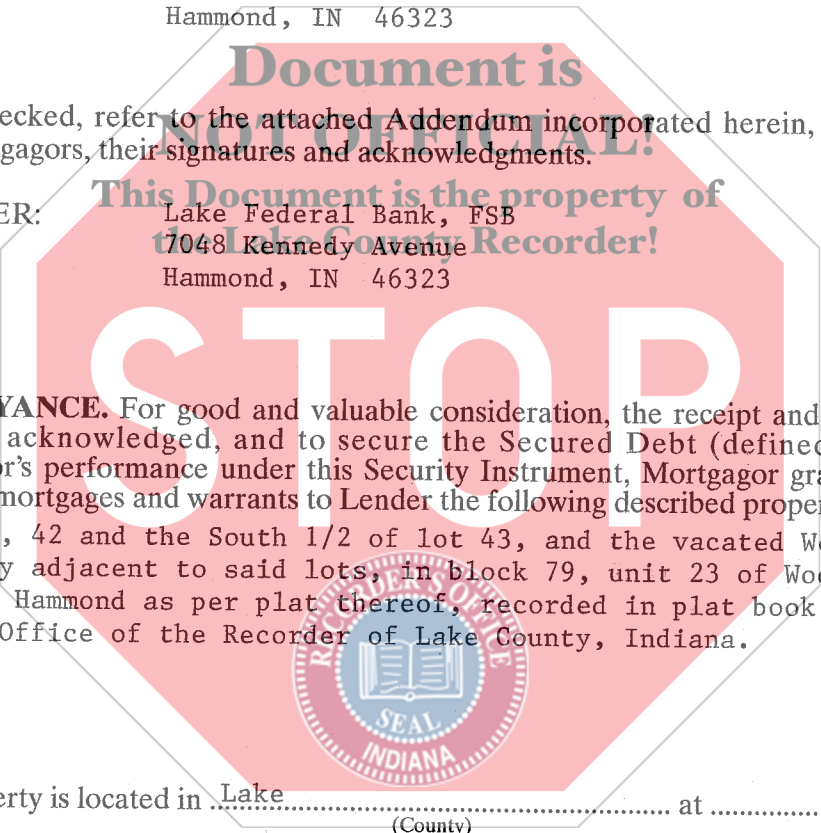 Hammond, IN 46323
Document is
NOT OFFICIAL!
ecked, refer to the attached Addendum incorporated herein,
gagors, their signatures and acknowledgments.
This Document is the property of
the Lake County Recorder!
ER: Lake Federal Bank, FSB
7048 Kennedy Avenue
Hammond, IN 46323
STOP
YANCE. For good and valuable consideration, the receipt and
acknowledged, and to secure the Secured Debt (defined
or's performance under this Security Instrument, Mortgagor gra
mortgages and warrants to Lender the following described proper
, 42 and the South 1/2 of lot 43, and the vacated We
y adjacent to said lots, in block 79, unit 23 of Woo
Hammond as per plat thereof, recorded in plat book
Office of the Recorder of Lake County, Indiana.
RECORDER'S OFFICE
SEAL
INDIANA
erty is located in Lake at
(County)